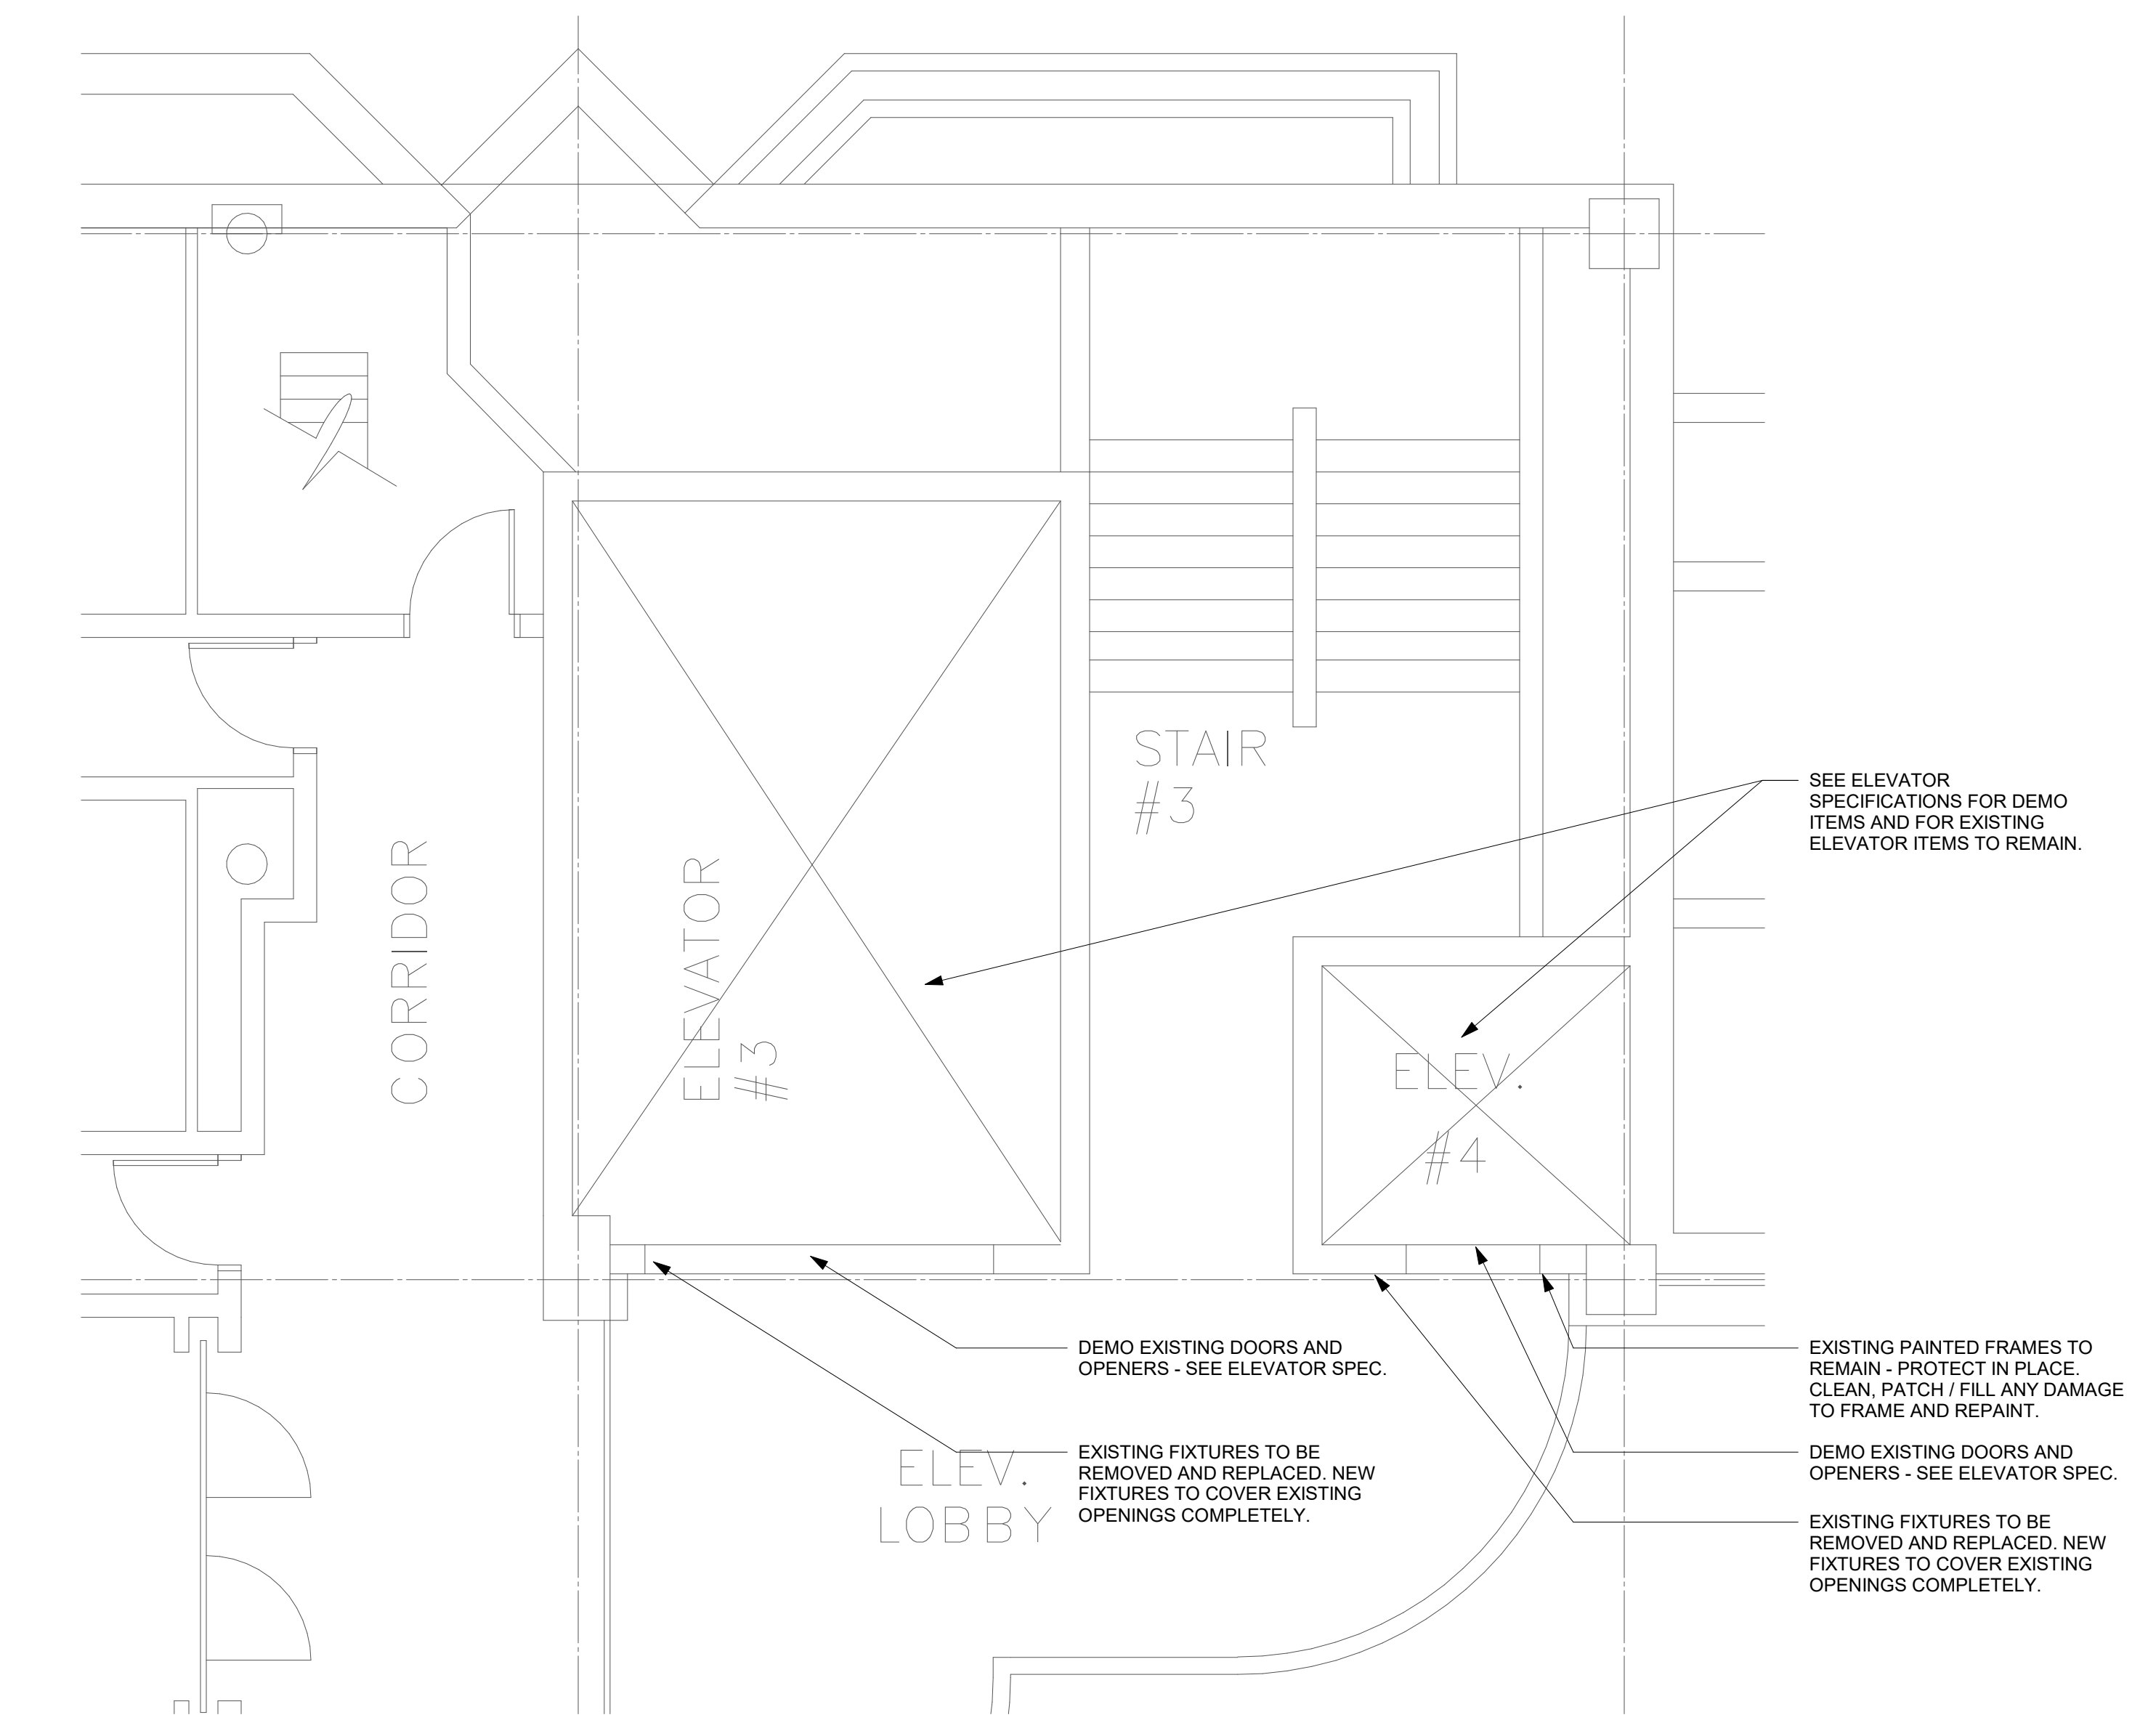 STAIR
#3
SEE ELEVATOR
SPECIFICATIONS FOR DEMO
ITEMS AND FOR EXISTING
ELEVATOR ITEMS TO REMAIN.
CORRIDOR
ELEVATOR
#3
ELEV.
#4
DEMO EXISTING DOORS AND
OPENERS - SEE ELEVATOR SPEC.
EXISTING FIXTURES TO BE
REMOVED AND REPLACED. NEW
FIXTURES TO COVER EXISTING
OPENINGS COMPLETELY.
ELEV.
LOBBY
EXISTING PAINTED FRAMES TO
REMAIN - PROTECT IN PLACE.
CLEAN, PATCH / FILL ANY DAMAGE
TO FRAME AND REPAINT.
DEMO EXISTING DOORS AND
OPENERS - SEE ELEVATOR SPEC.
EXISTING FIXTURES TO BE
REMOVED AND REPLACED. NEW
FIXTURES TO COVER EXISTING
OPENINGS COMPLETELY.